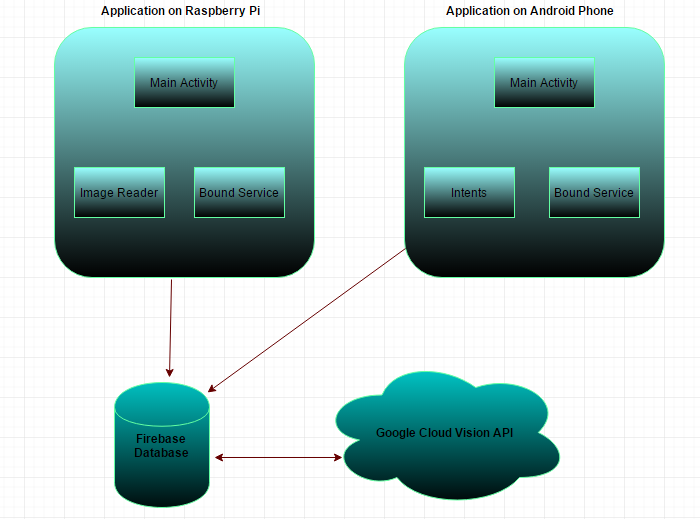 Application on Raspberry Pi
Application on Android Phone
Main Activity
Main Activity
Image Reader
Bound Service
Intents
Bound Service
Firebase
Database
Google Cloud Vision API